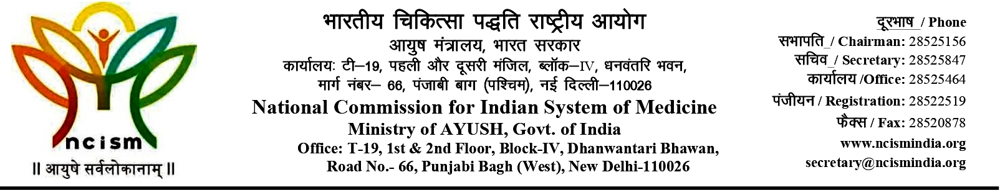 ncism
॥ आयुषे सर्वलोकानाम् ॥
भारतीय चिकित्सा पद्धति राष्ट्रीय आयोग
आयुष मंत्रालय, भारत सरकार
कार्यालयः टी–19, पहली और दूसरी मंजिल, ब्लॉक–IV, धनवंतरि भवन,
मार्ग नंबर– 66, पंजाबी बाग (पश्चिम), नई दिल्ली–110026
National Commission for Indian System of Medicine
Ministry of AYUSH, Govt. of India
Office: T-19, 1st & 2nd Floor, Block-IV, Dhanwantari Bhawan,
Road No.- 66, Punjabi Bagh (West), New Delhi-110026
दूरभाष / Phone
सभापति / Chairman: 28525156
सचिव / Secretary: 28525847
कार्यालय /Office: 28525464
पंजीयन / Registration: 28522519
फैक्स / Fax: 28520878
www.ncismindia.org
secretary@ncismindia.org